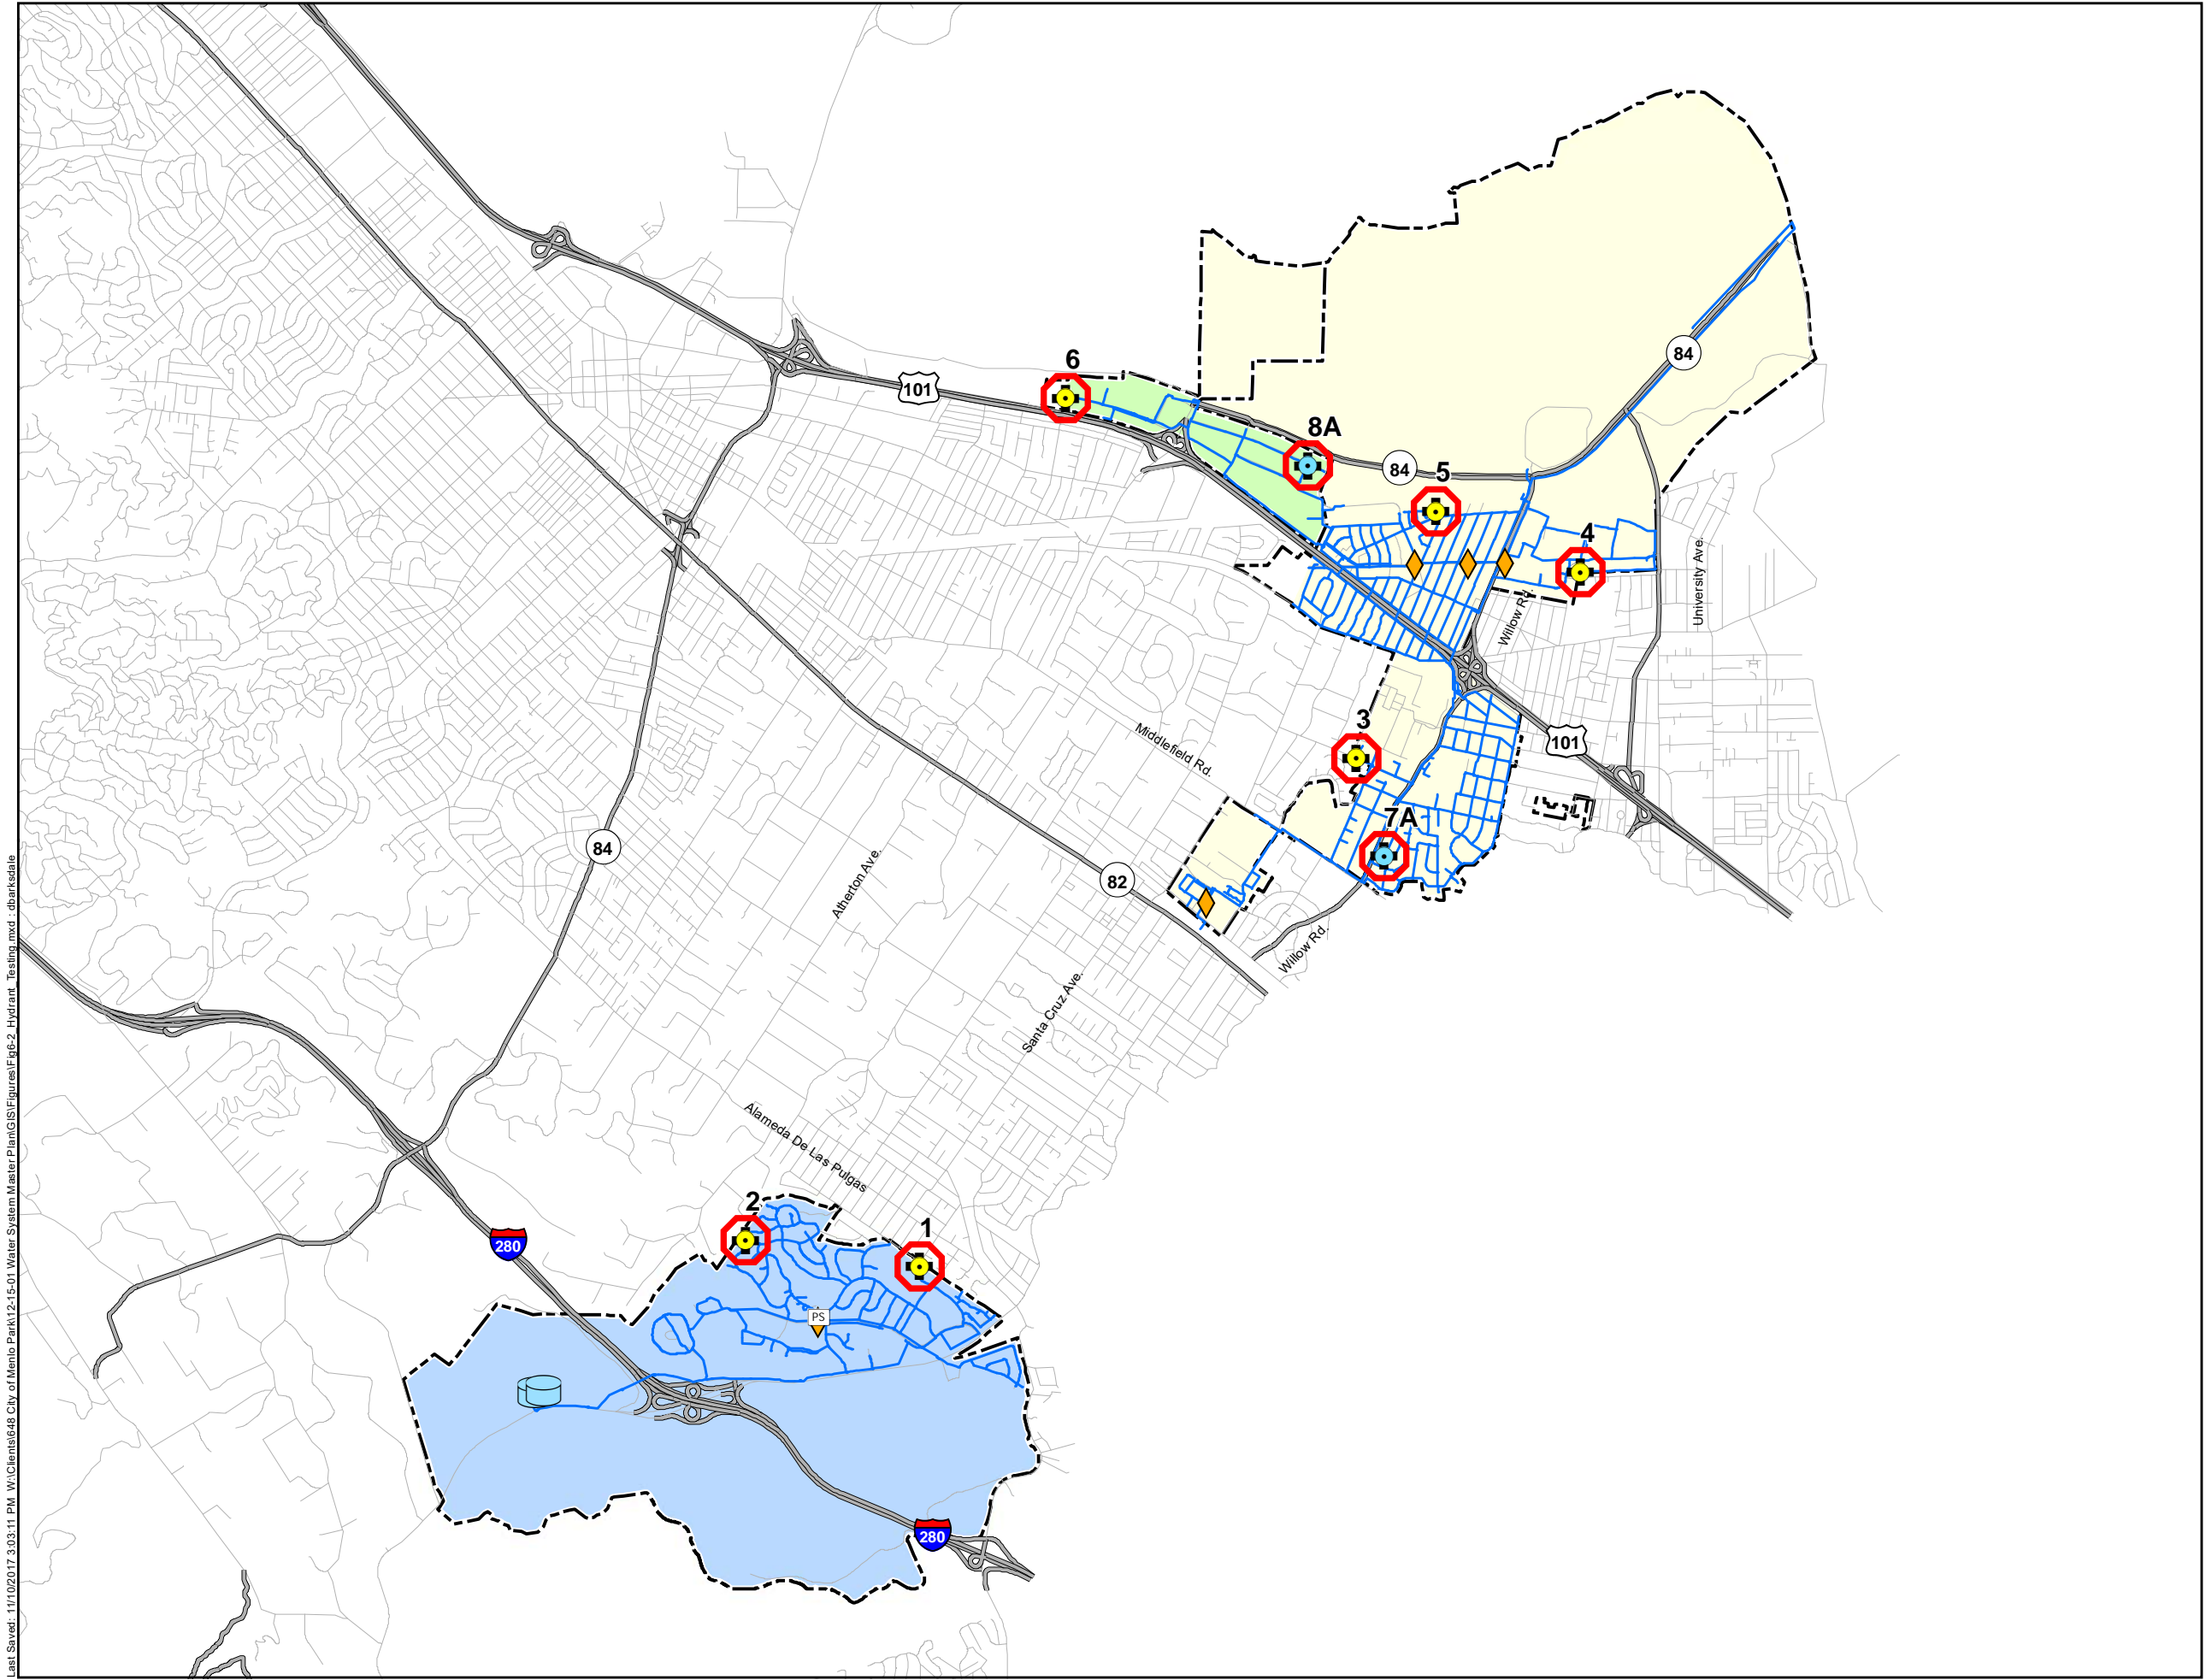 6
101
8A
84
84
5
4
University Ave.
Willow Rd.
3
101
Middlefield Rd.
7A
84
82
Atherton Ave.
Willow Rd.
Santa Cruz Ave.
Alameda De Las Pulgas
2
1
280
PS
280
Last Saved: 11/10/2017 3:03:11 PM W:\Clients\648 City of Menlo Park\12-15-01 Water System Master Plan\GIS\Figures\Fig6-2_Hydrant_Testing.mxd : dbarksdale